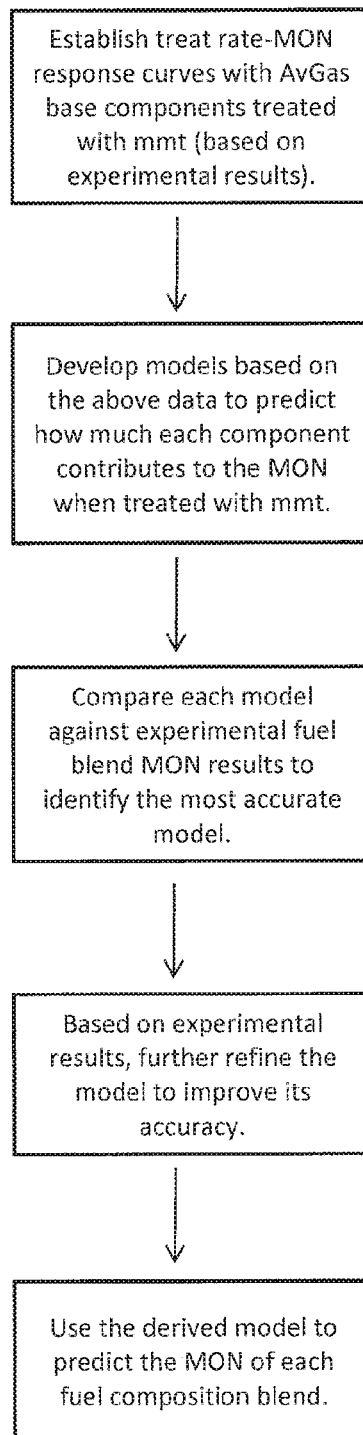 Establish treat rate-MON
response curves with AvGas
base components treated
with mmt (based on
experimental results).
Develop models based on
the above data to predict
how much each component
contributes to the MON
when treated with mmt.
Compare each model
against experimental fuel
blend MON results to
identify the most accurate
model.
Based on experimental
results, further refine the
model to improve its
accuracy.
Use the derived model to
predict the MON of each
fuel composition blend.